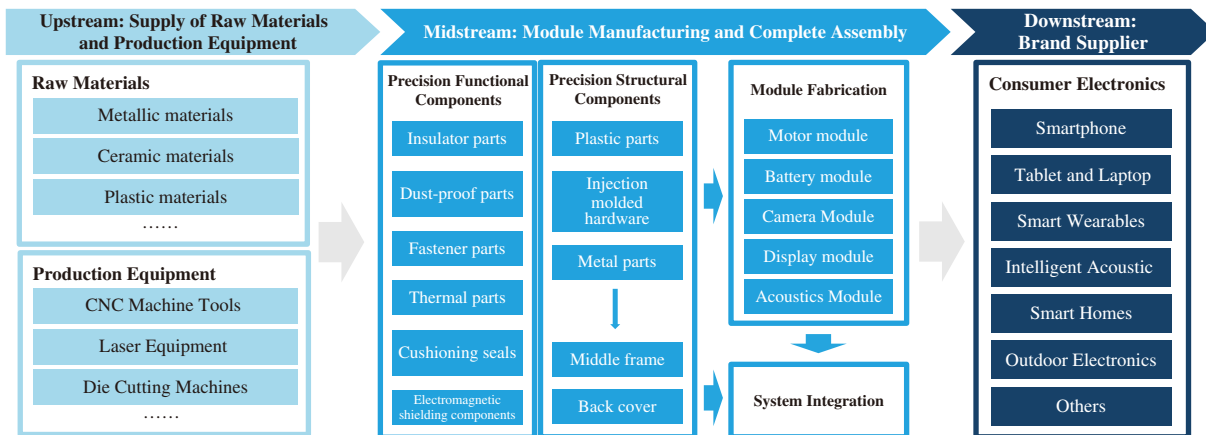 Upstream: Supply of Raw Materials
and Production Equipment
Midstream: Module Manufacturing and Complete Assembly
Downstream:
Brand Supplier
Raw Materials
Metallic materials
Ceramic materials
Plastic materials
……
Production Equipment
CNC Machine Tools
Laser Equipment
Die Cutting Machines
……
Precision Functional
Components
Insulator parts
Dust-proof parts
Fastener parts
Thermal parts
Cushioning seals
Electromagnetic
shielding components
Precision Structural
Components
Plastic parts
Injection
molded
hardware
Metal parts
Middle frame
Back cover
Module Fabrication
Motor module
Battery module
Camera Module
Display module
Acoustics Module
System Integration
Consumer Electronics
Smartphone
Tablet and Laptop
Smart Wearables
Intelligent Acoustic
Smart Homes
Outdoor Electronics
Others